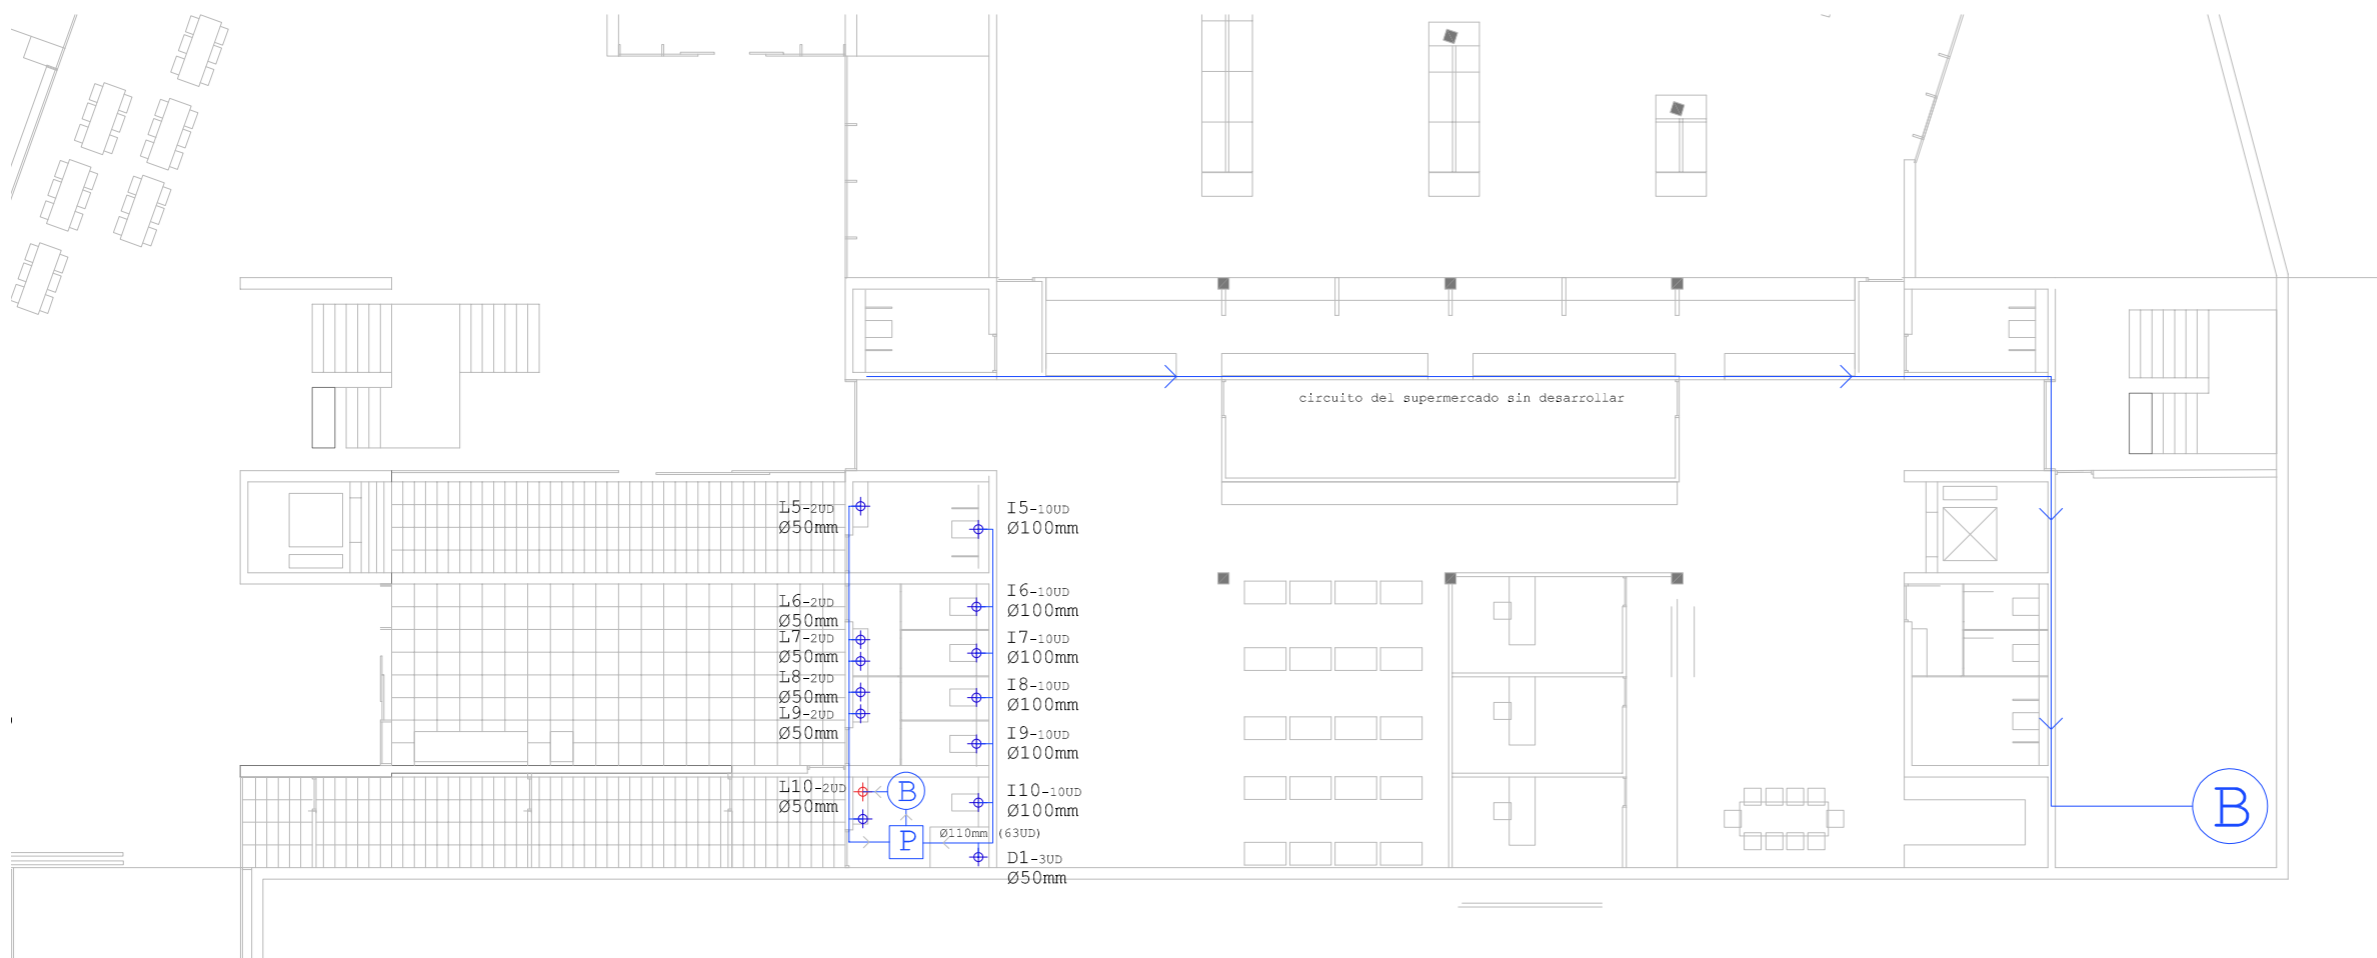 circuito del supermercado sin desarrollar
L5-2UD
Ø50mm
I5-10UD
Ø100mm
L6-2UD
Ø50mm
I6-10UD
Ø100mm
L7-2UD
Ø50mm
I7-10UD
Ø100mm
L8-2UD
Ø50mm
I8-10UD
Ø100mm
L9-2UD
Ø50mm
I9-10UD
Ø100mm
L10-2UD
Ø50mm
B
I10-10UD
Ø100mm
P
Ø110mm (63UD)
D1-3UD
Ø50mm
B